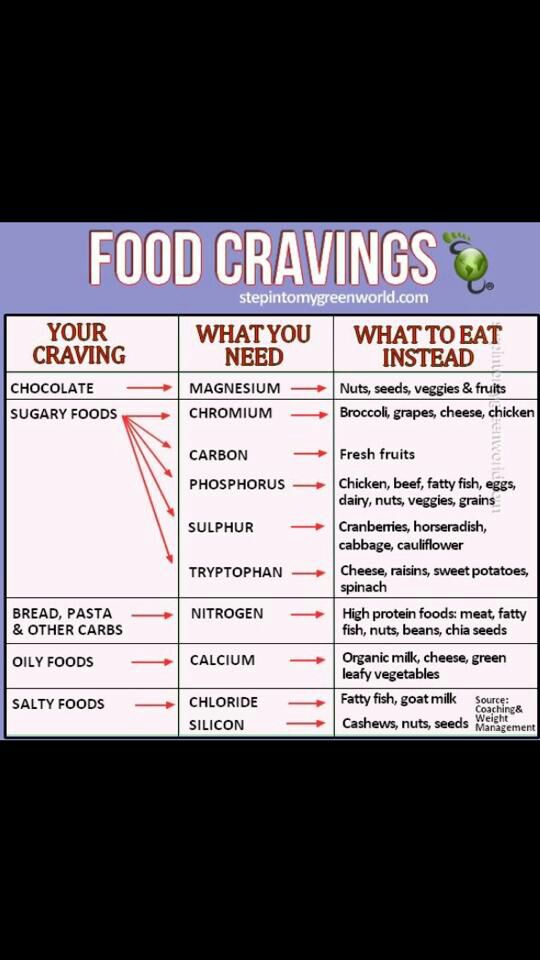 FOOD CRAVINGS
®
stepintomygreenworld.com
YOUR
CRAVING
WHAT YOU
NEED
WHAT TO EAT
INSTEAD
CHOCOLATE
MAGNESIUM
Nuts, seeds, veggies & fruits
SUGARY FOODS
CHROMIUM
Broccoli, grapes, cheese, chicken
CARBON
Fresh fruits
PHOSPHORUS
Chicken, beef, fatty fish, eggs,
dairy, nuts, veggies, grains
SULPHUR
Cranberries, horseradish,
cabbage, cauliflower
TRYPTOPHAN
Cheese, raisins, sweet potatoes,
spinach
BREAD, PASTA
& OTHER CARBS
NITROGEN
High protein foods: meat, fatty
fish, nuts, beans, chia seeds
OILY FOODS
CALCIUM
Organic milk, cheese, green
leafy vegetables
SALTY FOODS
CHLORIDE
Fatty fish, goat milk
SILICON
Cashews, nuts, seeds
Source:
Coaching&
Weight
Management
stepintomygreenworld.com